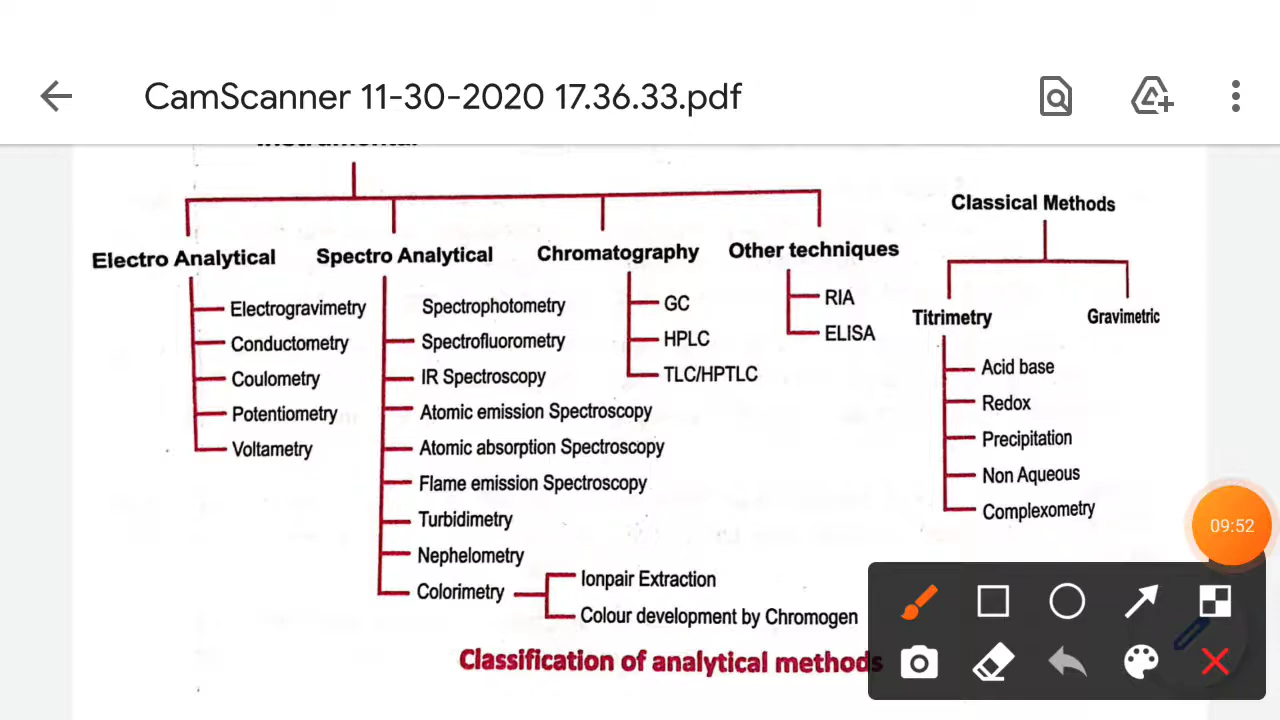 CamScanner 11-30-2020 17.36.33.pdf
Instrumental
Classical Methods
Electro Analytical
Spectro Analytical
Chromatography
Other techniques
Electrogravimetry
Conductometry
Coulometry
Potentiometry
Voltametry
Spectrophotometry
Spectrofluorometry
IR Spectroscopy
Atomic emission Spectroscopy
Atomic absorption Spectroscopy
Flame emission Spectroscopy
Turbidimetry
Nephelometry
Colorimetry
Ionpair Extraction
Colour development by Chromogen
GC
HPLC
TLC/HPTLC
RIA
ELISA
Titrimetry
Gravimetric
Acid base
Redox
Precipitation
Non Aqueous
Complexometry
09:52
Classification of analytical methods